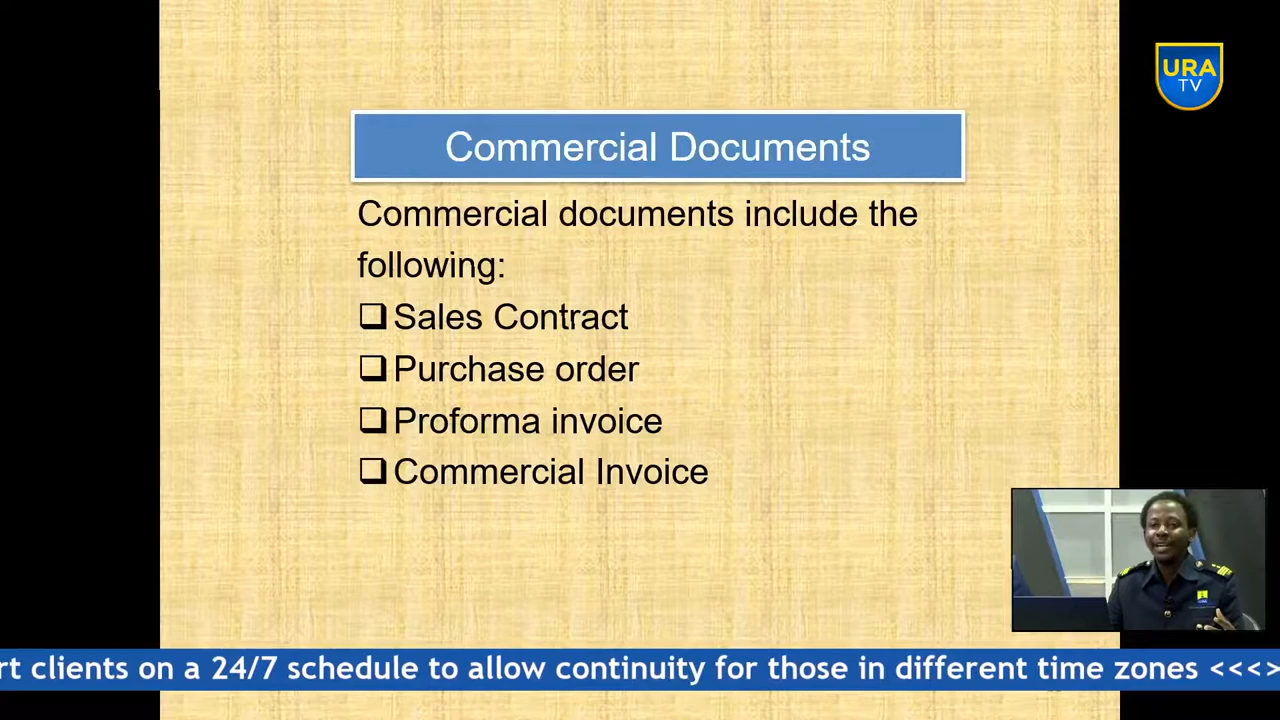 URA
TV
Commercial Documents
Commercial documents include the
following:
❑Sales Contract
❑Purchase order
❑Proforma invoice
❑Commercial Invoice
rt clients on a 24/7 schedule to allow continuity for those in different time zones <<<>